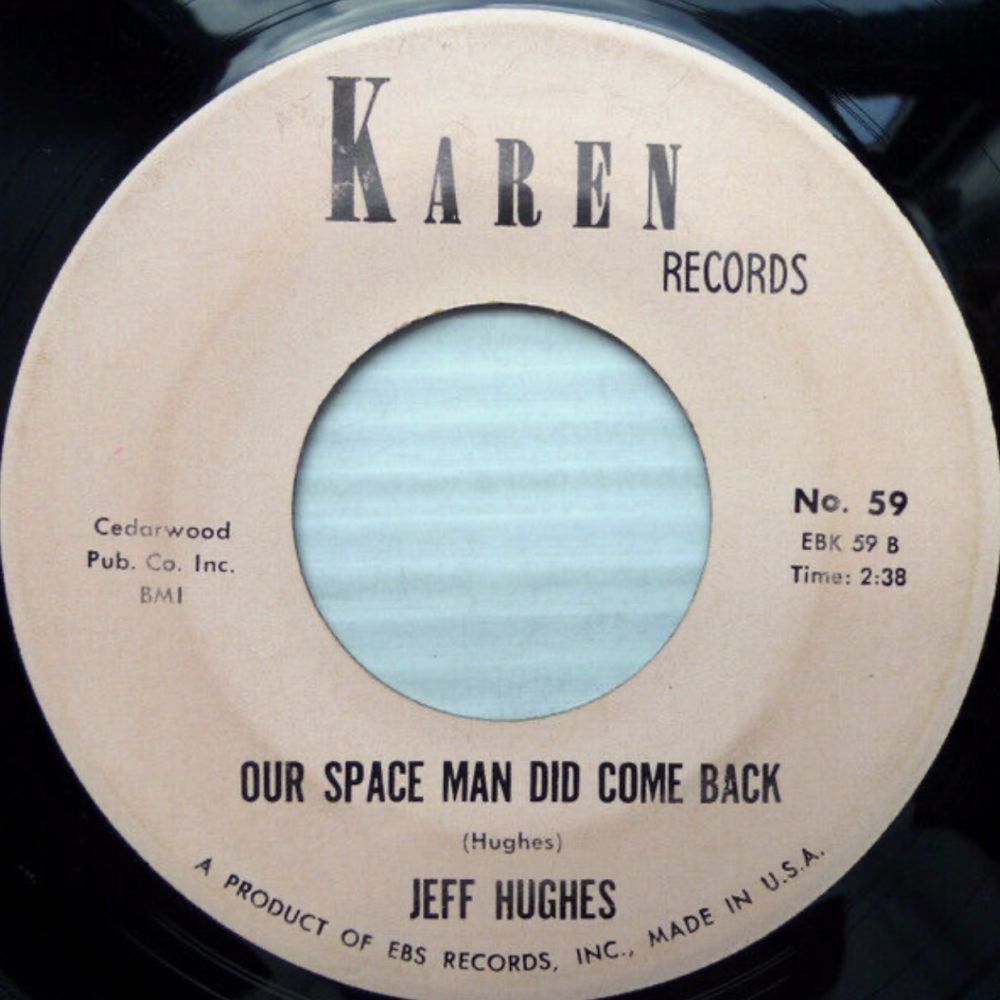 KAREN
RECORDS
Cedarwood
Pub. Co. Inc.
BMI
No. 59
EBK 59 B
Time: 2:38
OUR SPACE MAN DID COME BACK
(Hughes)
JEFF HUGHES
A PRODUCT OF EBS RECORDS, INC., MADE IN U.S.A.